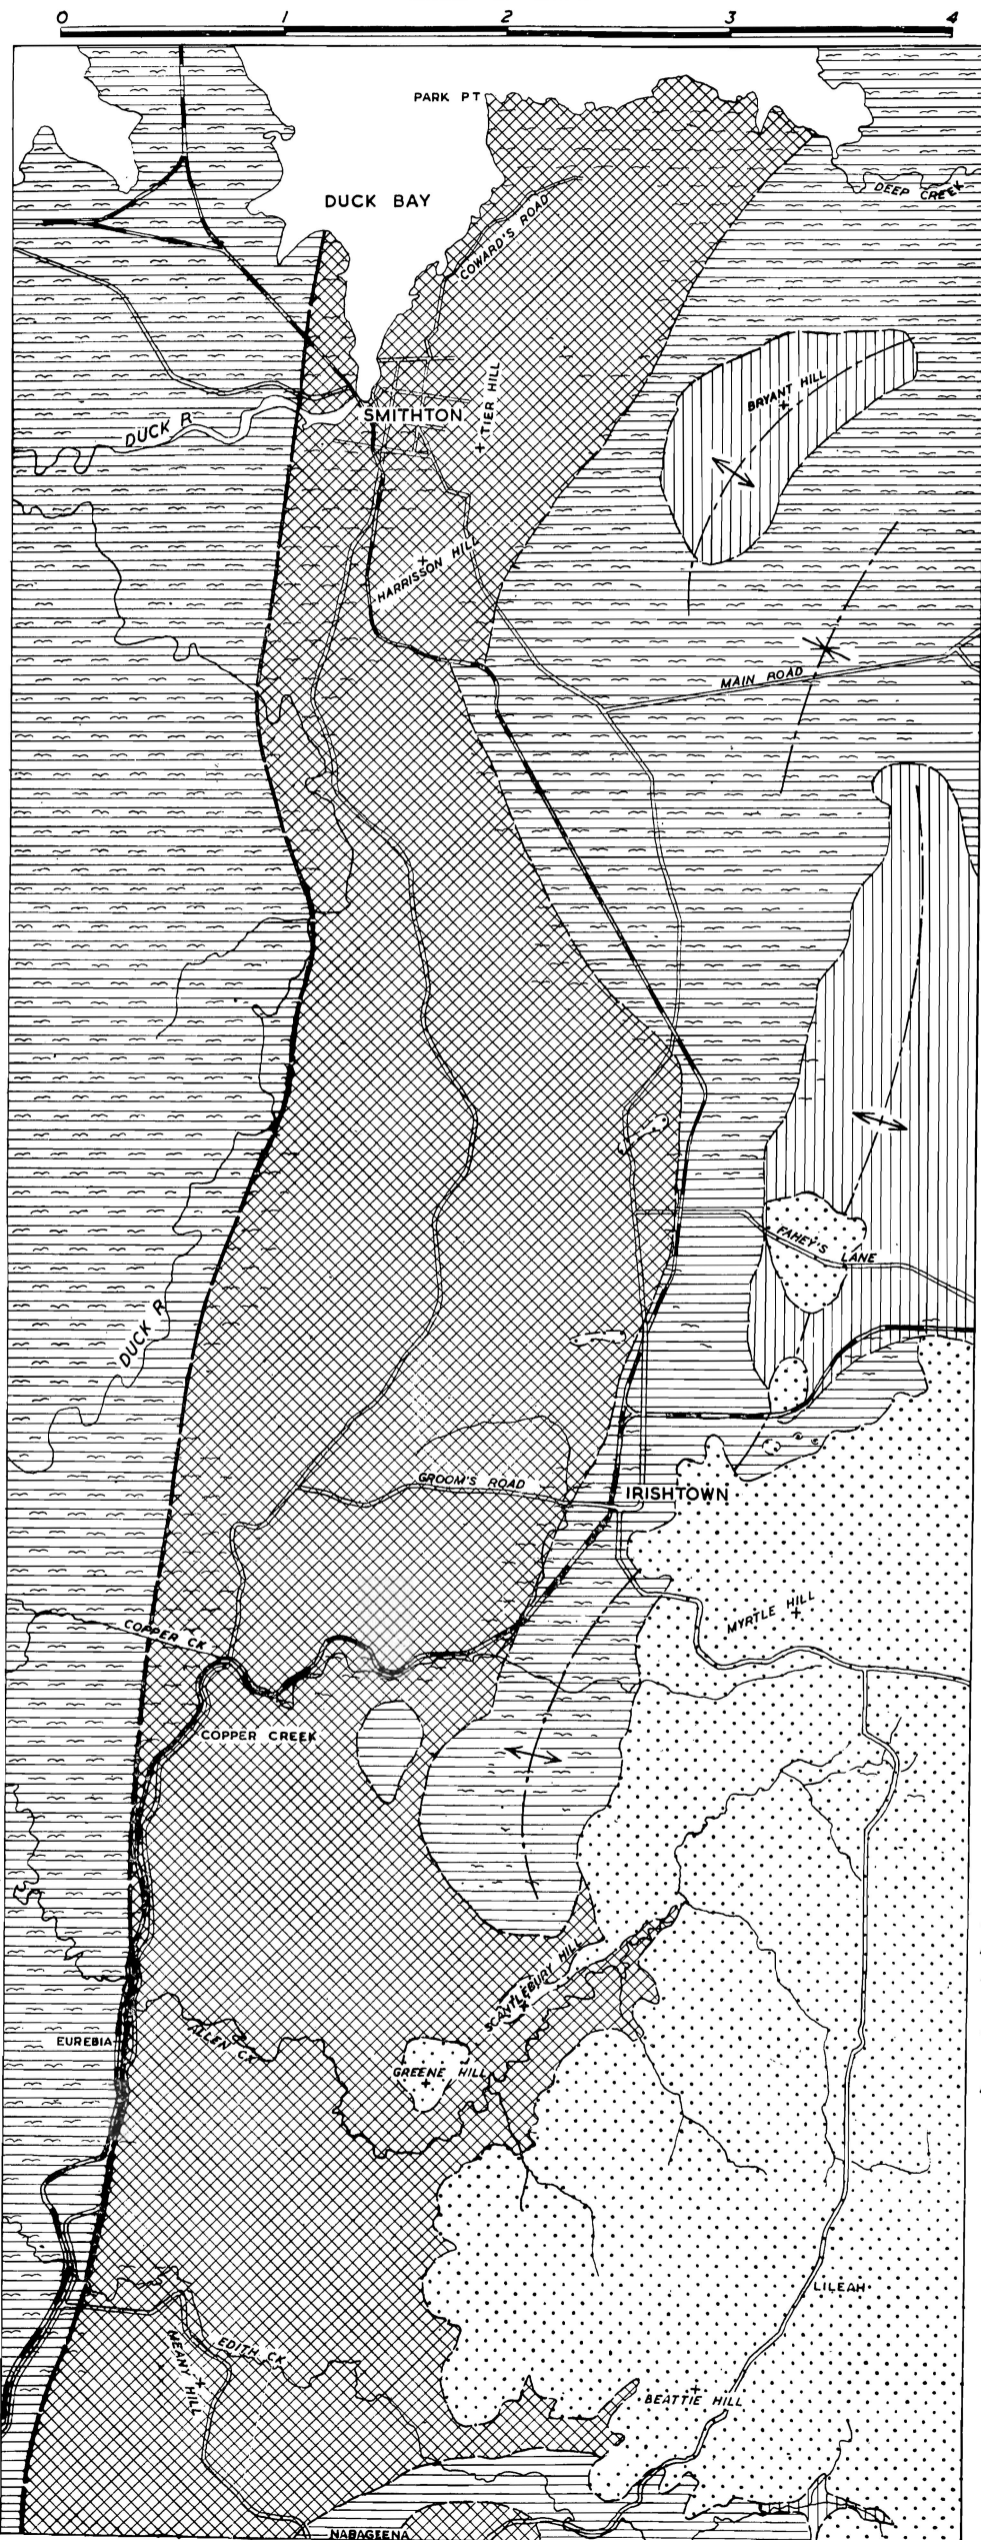 0 1 2 3 4
PARK PT
DUCK BAY
DEEP CREEK
COWARD'S ROAD
BRYANT HILL
TIER HILL
SMITHTON
DUCK R
HARRISSON HILL
MAIN ROAD
FAHEY'S LANE
DUCK R
GROOM'S ROAD
IRISHTOWN
MYRTLE HILL
COPPER CK
COPPER CREEK
SCANTLEBURY HILL
EUREBIA
ALLEN CK
GREENE HILL
LILEAH
EDITH CK
MEANY HILL
BEATTIE HILL
NABAGEENA